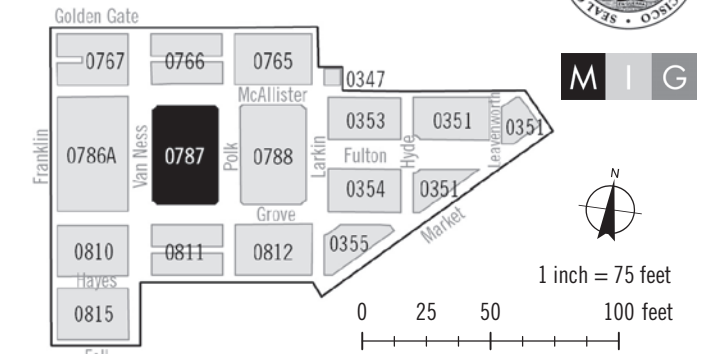 Golden Gate
SEAL
CISCO
0767
0766
0765
0347
McAllister
M I G
Franklin
0786A
Van Ness
0787
Polk
0788
Larkin
0353
Fulton
0354
Hyde
0351
Leavenworth
0351
0351
Grove
Market
0810
0811
0812
0355
Hayes
0815
N
1 inch = 75 feet
0 25 50 100 feet